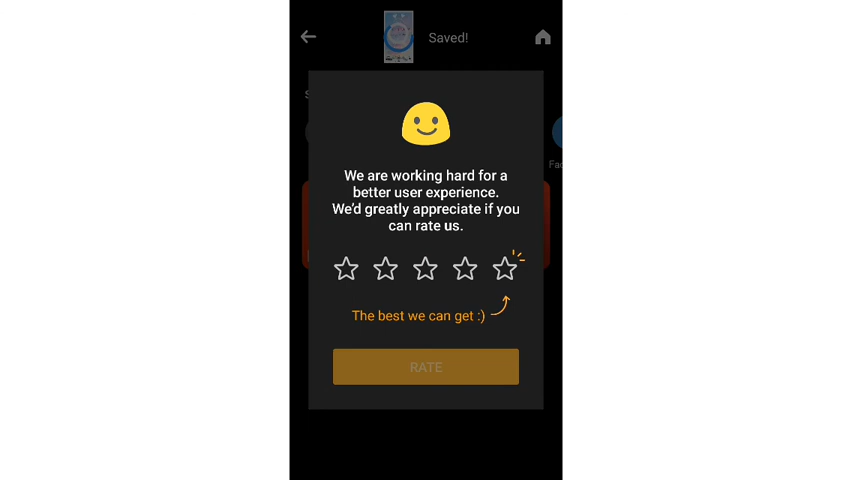 Saved!
We are working hard for a
better user experience.
We'd greatly appreciate if you
can rate us.
The best we can get :)
RATE